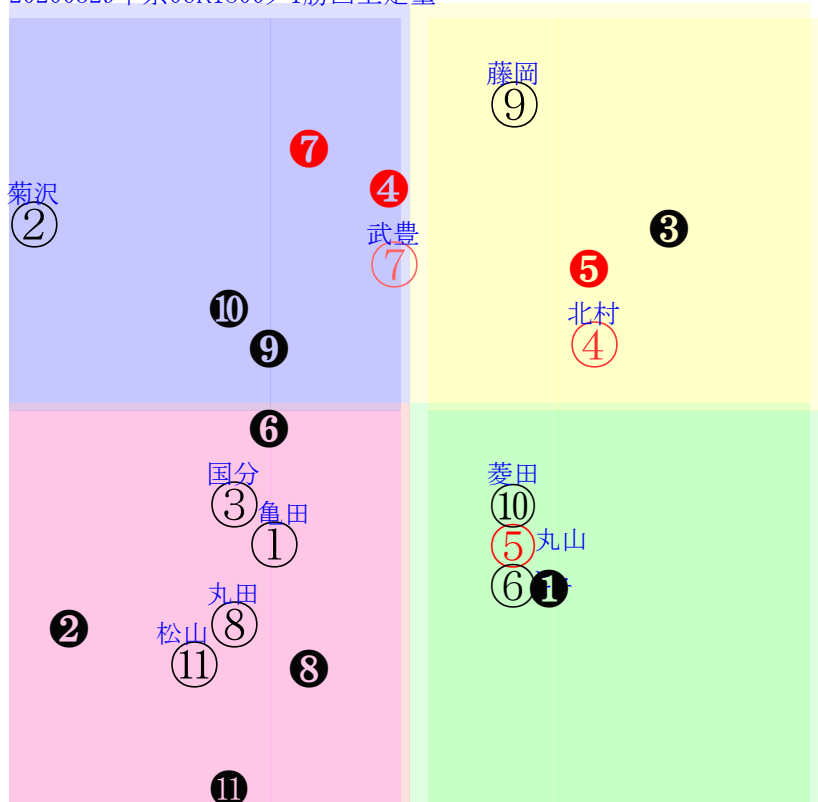 藤岡
⑨
❼
❹
菊沢
②
❸
武豊
⑦
❺
❿
北村
④
❾
❻
国分
③
菱田
⑩
亀田
①
⑤
丸山
丸田
⑧
⑥
❶
❷
松山
⑪
❽
⓫